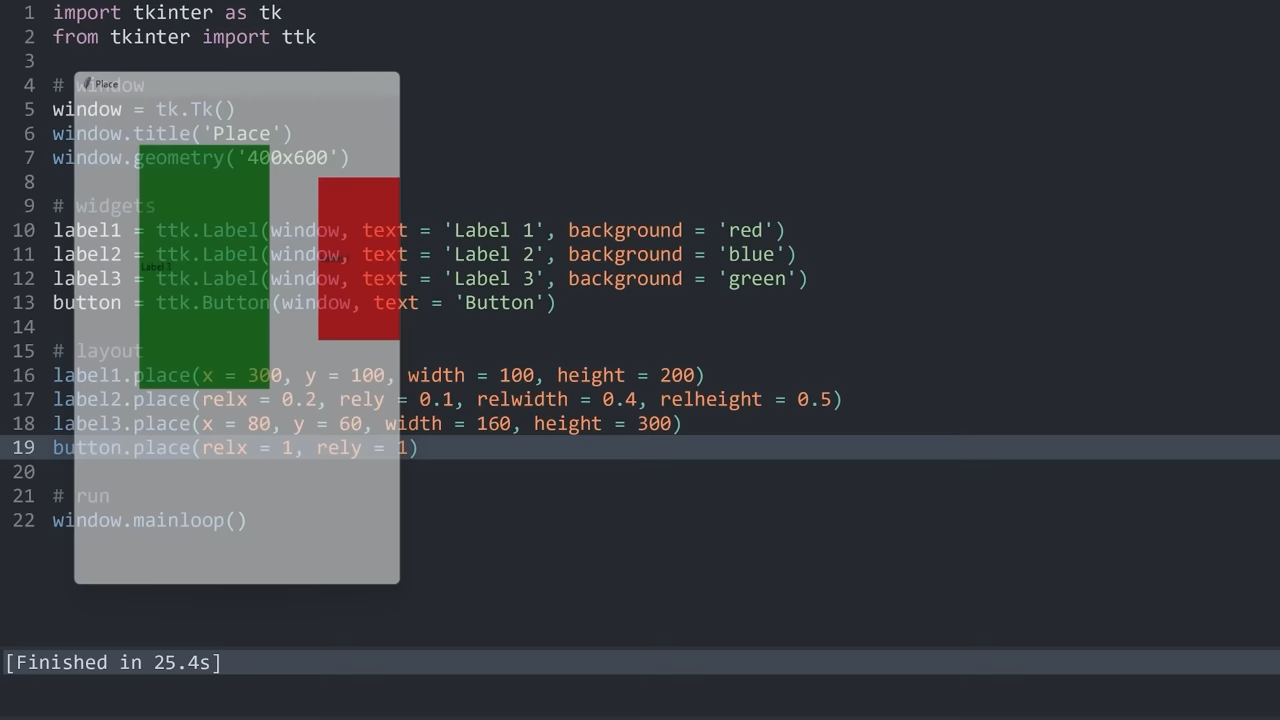 1 import tkinter as tk
2 from tkinter import ttk
3
4 # window
Place
5 window = tk.Tk()
6 window.title('Place')
7 window.geometry('400x600')
8
9 # widgets
10 label1 = ttk.Label(window, text = 'Label 1', background = 'red')
11 label2 = ttk.Label(window, text = 'Label 2', background = 'blue')
Label 3
12 label3 = ttk.Label(window, text = 'Label 3', background = 'green')
13 button = ttk.Button(window, text = 'Button')
14
15 # layout
16 label1.place(x = 300, y = 100, width = 100, height = 200)
17 label2.place(relx = 0.2, rely = 0.1, relwidth = 0.4, relheight = 0.5)
18 label3.place(x = 80, y = 60, width = 160, height = 300)
19 button.place(relx = 1, rely = 1)
20
21 # run
22 window.mainloop()
[Finished in 25.4s]